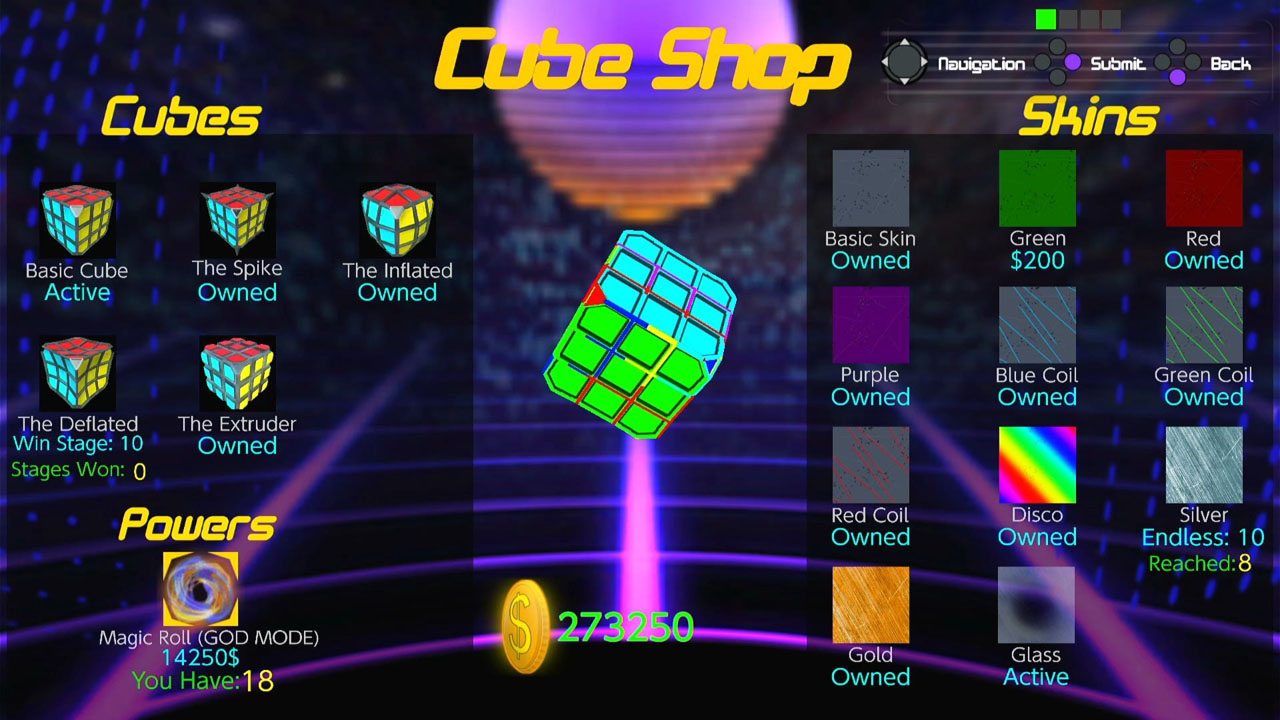 Cube Shop
Navigation
Submit
Back
Cubes
Basic Cube
Active
The Spike
Owned
The Inflated
Owned
The Deflated
Win Stage: 10
Stages Won: 0
The Extruder
Owned
Powers
Magic Roll (GOD MODE)
14250$
You Have:18
$
273250
Skins
Basic Skin
Owned
Green
$200
Red
Owned
Purple
Owned
Blue Coil
Owned
Green Coil
Owned
Red Coil
Owned
Disco
Owned
Silver
Endless: 10
Reached:8
Gold
Owned
Glass
Active